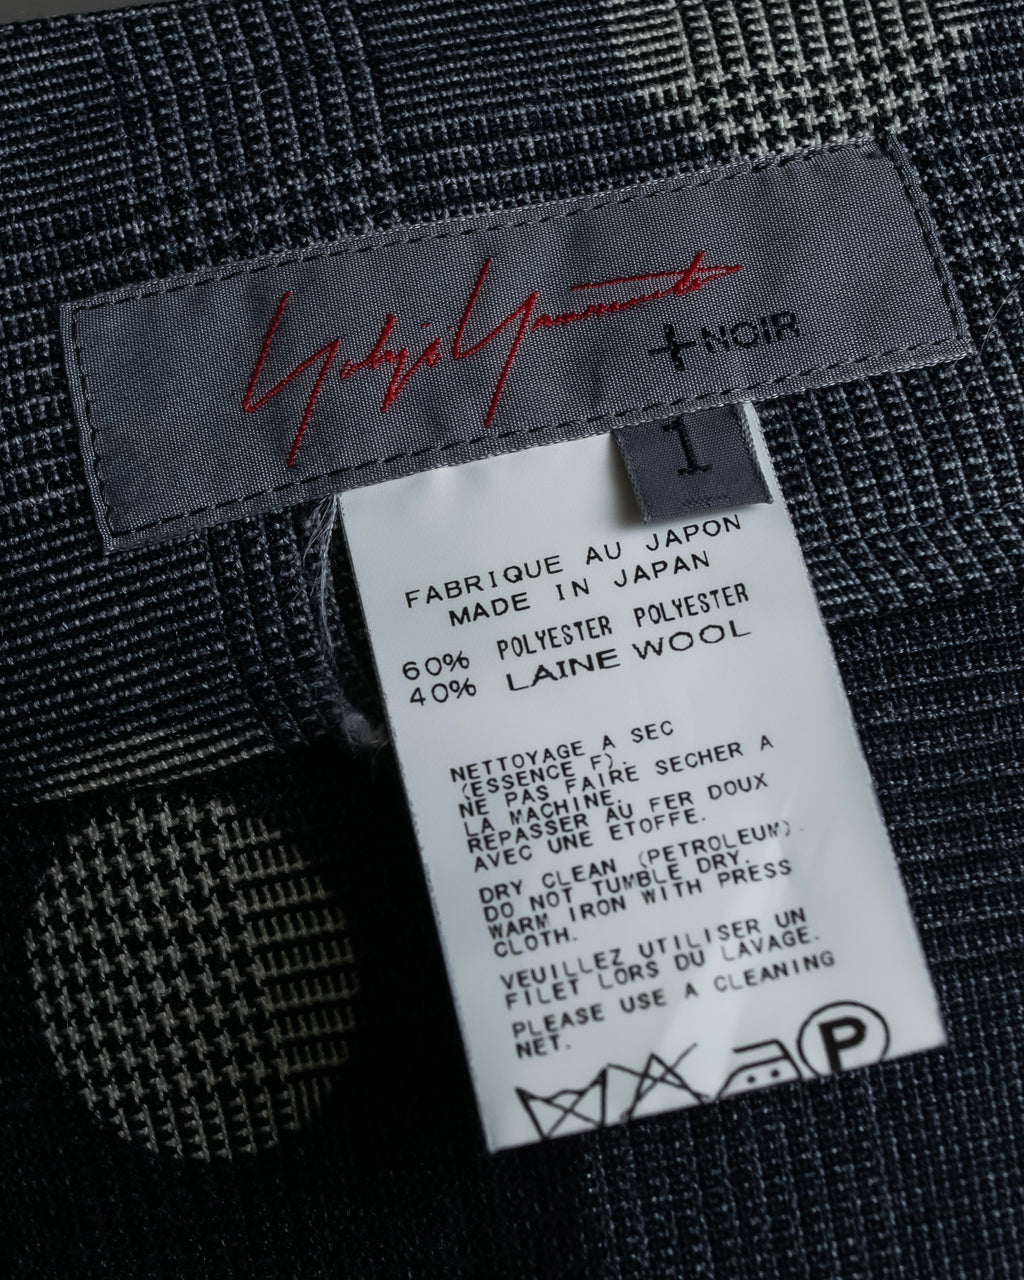 Yohji Yamamoto
+NOIR
1
FABRIQUE AU JAPON
MADE IN JAPAN
60% POLYESTER POLYESTER
40% LAINE WOOL
NETTOYAGE A SEC
(ESSENCE F).
NE PAS FAIRE SECHER A
LA MACHINE.
REPASSER AU FER DOUX
AVEC UNE ETOFFE.
DRY CLEAN (PETROLEUM).
DO NOT TUMBLE DRY.
WARM IRON WITH PRESS
CLOTH.
VEUILLEZ UTILISER UN
FILET LORS DU LAVAGE.
PLEASE USE A CLEANING
NET.
P